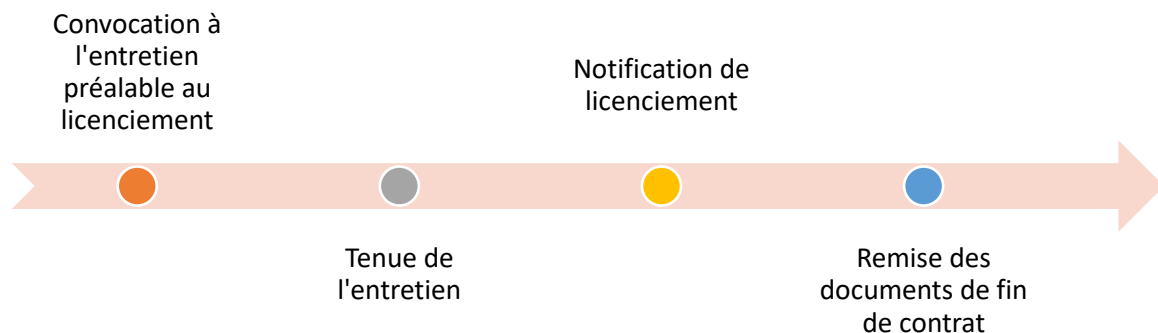 Convocation à
l'entretien
préalable au
licenciement
Tenue de
l'entretien
Notification de
licenciement
Remise des
documents de fin
de contrat